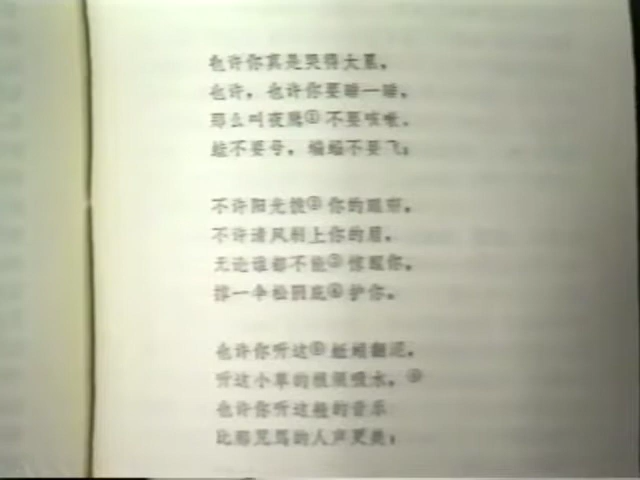 也许你真是哭得太累，
也许，也许你要睡一睡，
那么叫夜鹰①不要咳嗽，
蛙不要号，蝙蝠不要飞；
不许阳光拨②你的眼帘，
不许清风刷上你的眉，
无论谁都不能③惊醒你，
撑一伞松荫庇④护你。
也许你听这⑤蚯蚓翻泥，
听这小草的根须吸水。⑥
也许你听这般的音乐
比那咒骂的人声更美；